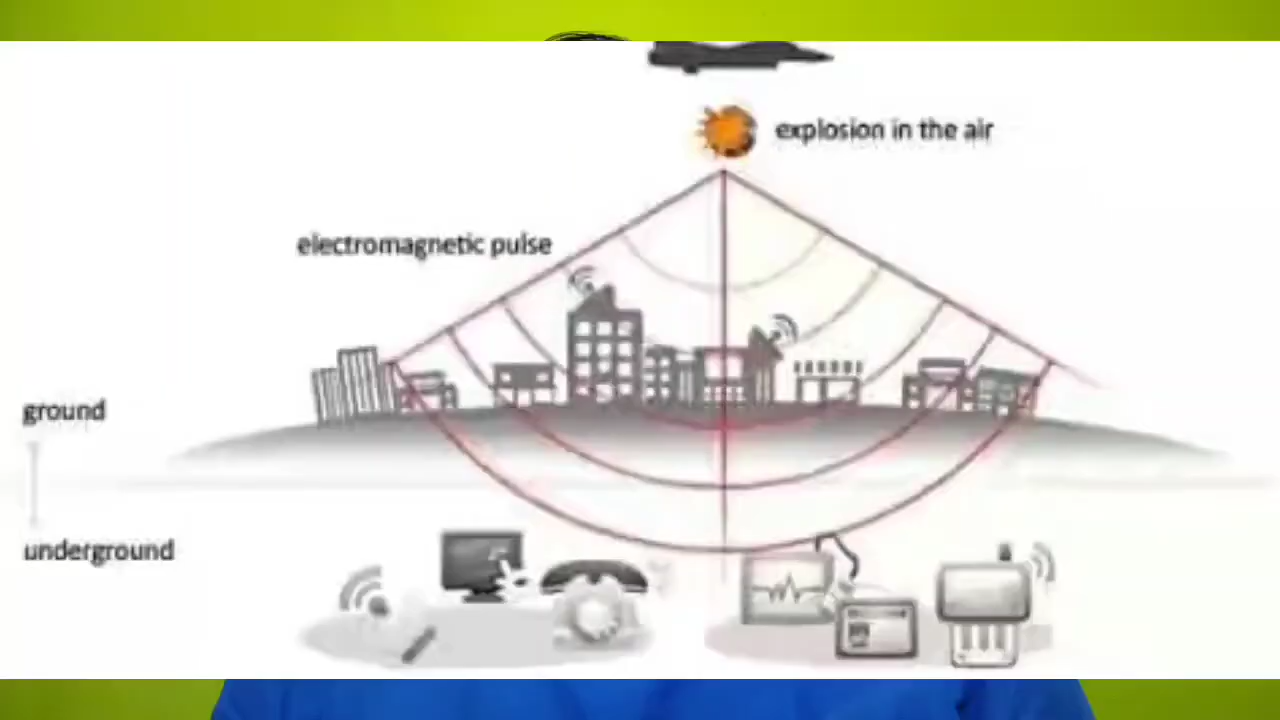 explosion in the air
electromagnetic pulse
ground
underground